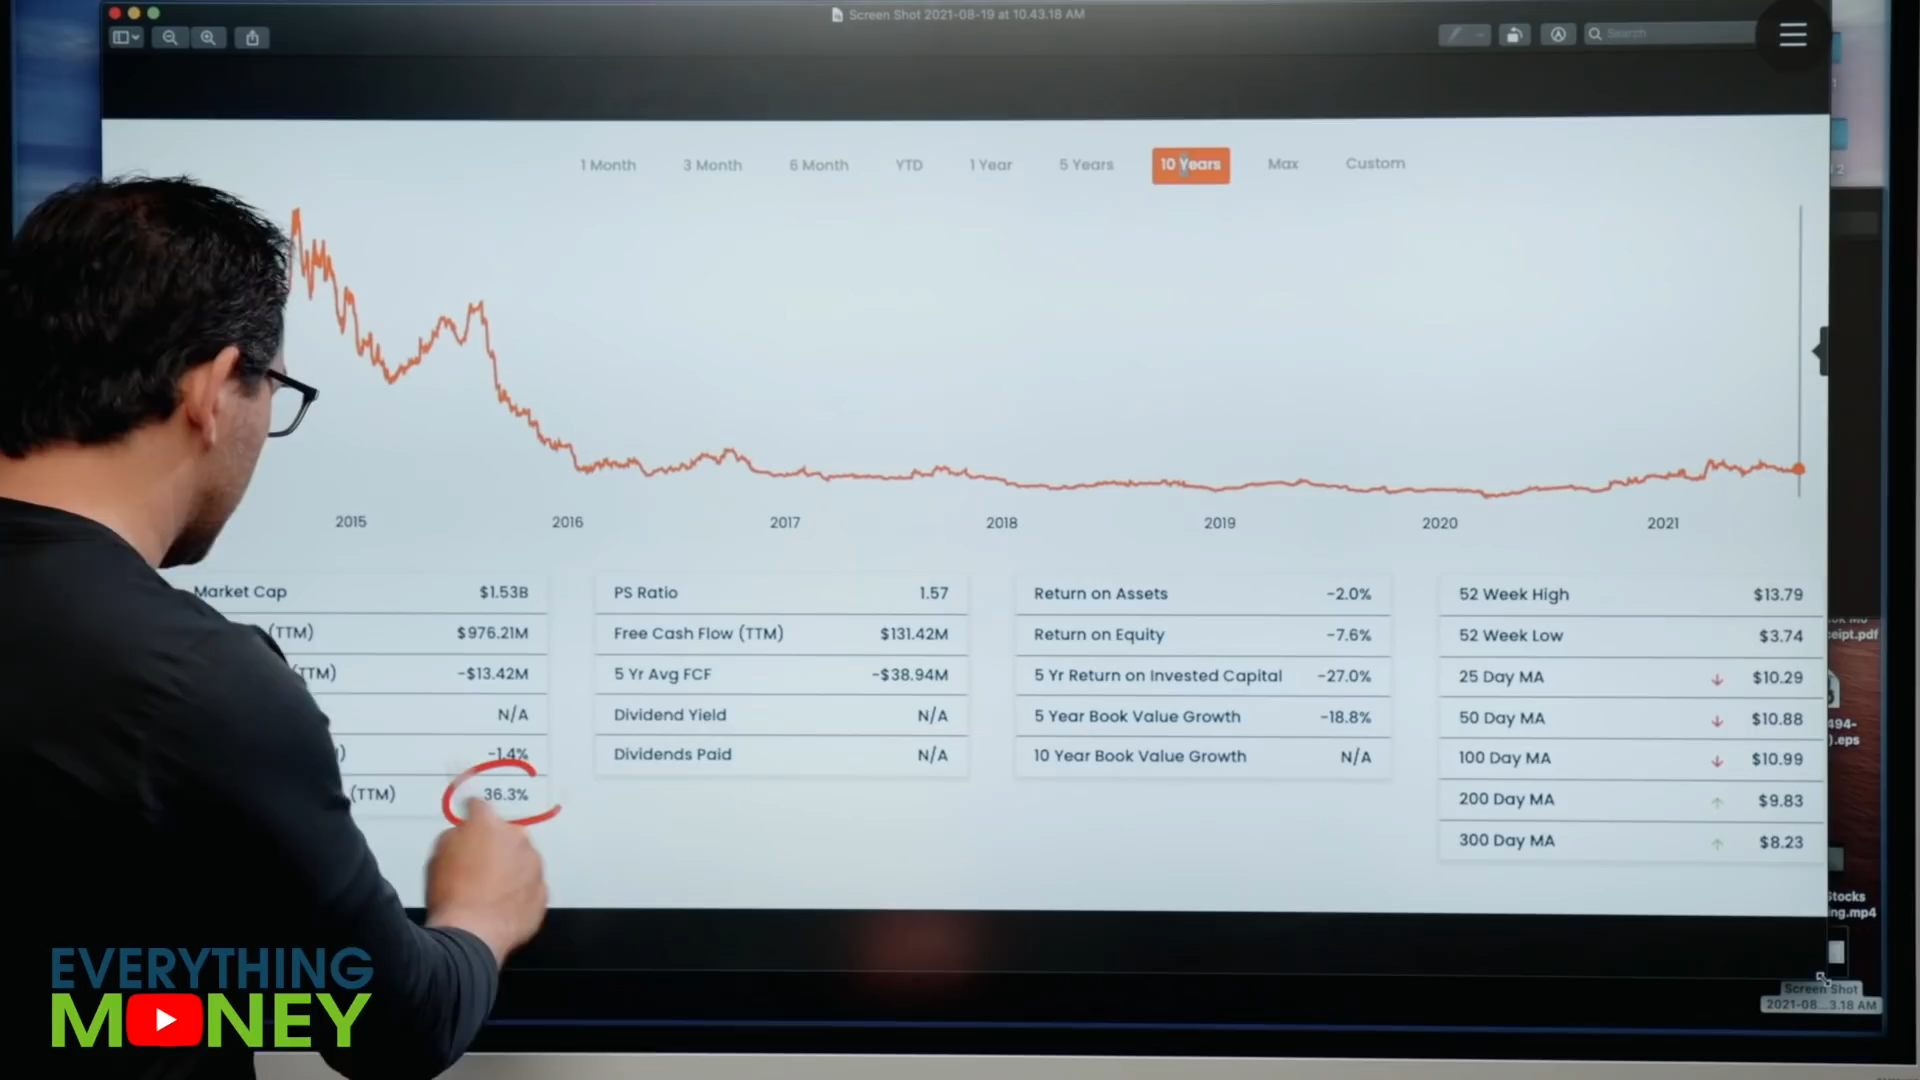 Screen Shot 2021-08-19 at 10.43.18 AM
Search
1 Month 3 Month 6 Month YTD 1 Year 5 Years 10 Years Max Custom
2015 2016 2017 2018 2019 2020 2021
Market Cap $1.53B
(TTM) $976.21M
(TTM) -$13.42M
N/A
) -1.4%
(TTM) 36.3%
PS Ratio 1.57
Free Cash Flow (TTM) $131.42M
5 Yr Avg FCF -$38.94M
Dividend Yield N/A
Dividends Paid N/A
Return on Assets -2.0%
Return on Equity -7.6%
5 Yr Return on Invested Capital -27.0%
5 Year Book Value Growth -18.8%
10 Year Book Value Growth N/A
52 Week High $13.79
52 Week Low $3.74
25 Day MA $10.29
50 Day MA $10.88
100 Day MA $10.99
200 Day MA $9.83
300 Day MA $8.23
eipt.pdf
494-
).eps
Stocks
ing.mp4
Screen Shot
2021-08...3.18 AM
EVERYTHING
MONEY